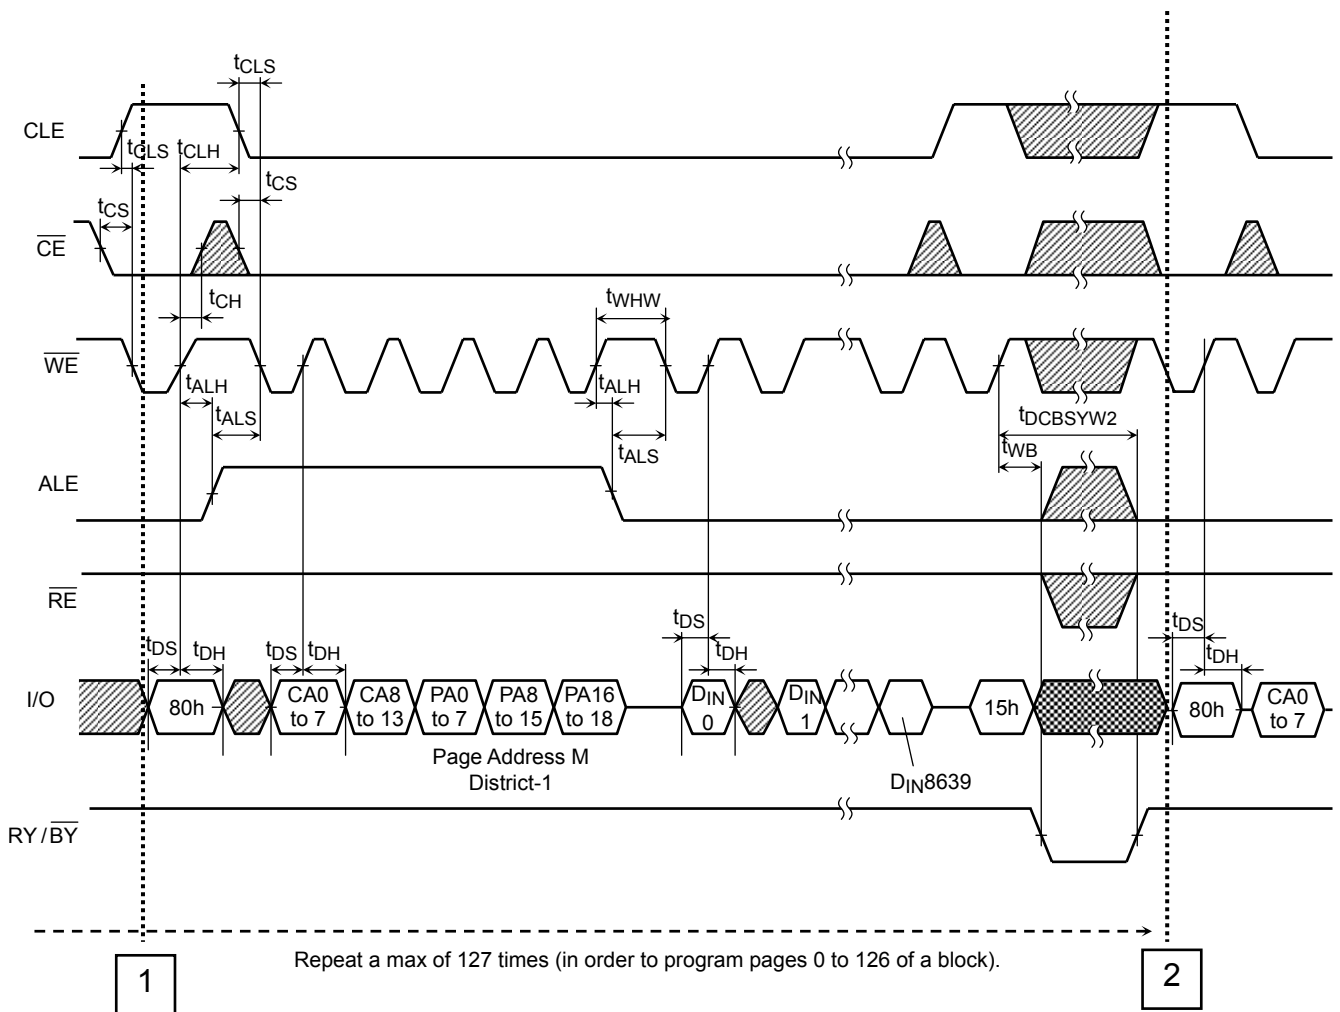 tCLS
CLE
tCLS
tCLH
tCS
tCS
CE
tCH
tWHW
WE
tALH
tALH
tALS
tDCBSYW2
tALS
tWB
ALE
RE
tDS
tDH
tDS
tDH
tDS
tDH
tDS
tDH
I/O
80h
CA0 to 7
CA8 to 13
PA0 to 7
PA8 to 15
PA16 to 18
DIN 0
DIN 1
15h
80h
CA0 to 7
Page Address M
District-1
DIN8639
RY/BY
Repeat a max of 127 times (in order to program pages 0 to 126 of a block).
1
2